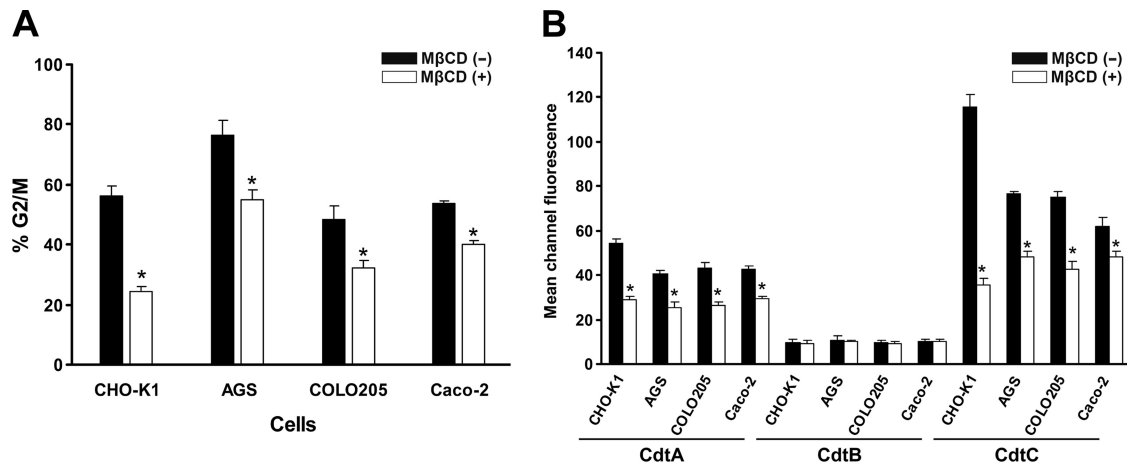 A
MβCD (−)
MβCD (+)
100
80
60
40
20
0
% G2/M
*
*
*
*
CHO-K1 AGS COLO205 Caco-2
Cells
B
MβCD (−)
MβCD (+)
140
120
100
80
60
40
20
0
Mean channel fluorescence
*
*
*
*
*
*
*
*
CHO-K1 AGS COLO205 Caco-2 CHO-K1 AGS COLO205 Caco-2 CHO-K1 AGS COLO205 Caco-2
CdtA CdtB CdtC